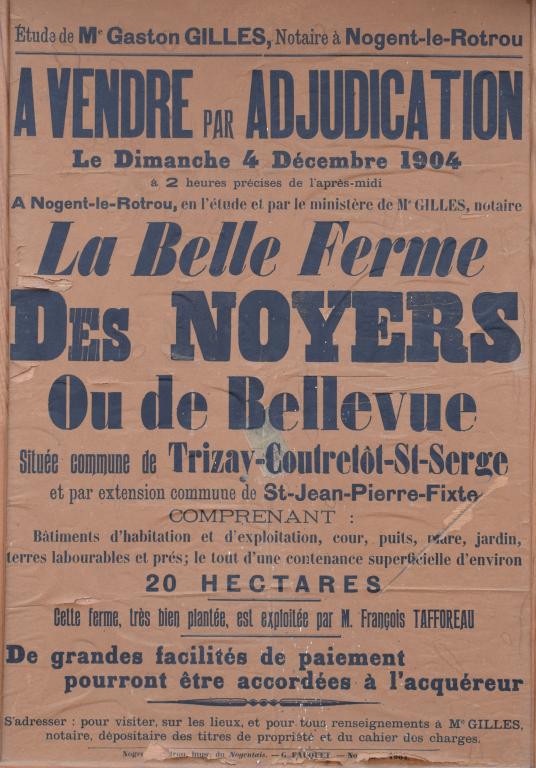 Étude de Me Gaston GILLES, Notaire à Nogent-le-Rotrou
A VENDRE PAR ADJUDICATION
Le Dimanche 4 Décembre 1904
à 2 heures précises de l'après-midi
A Nogent-le-Rotrou, en l'étude et par le ministère de Me GILLES, notaire
La Belle Ferme
DES NOYERS
Ou de Bellevue
Située commune de Trizay-Coutretôt-St-Serge
et par extension commune de St-Jean-Pierre-Fixte
COMPRENANT :
Bâtiments d'habitation et d'exploitation, cour, puits, mare, jardin,
terres labourables et prés; le tout d'une contenance superficielle d'environ
20 HECTARES
Cette ferme, très bien plantée, est exploitée par M. François TAFFOREAU
De grandes facilités de paiement
pourront être accordées à l'acquéreur
S'adresser : pour visiter, sur les lieux, et pour tous renseignements à Me GILLES,
notaire, dépositaire des titres de propriété et du cahier des charges.
Imp. du Nogentais. — G. FAUQUET. — 1904.